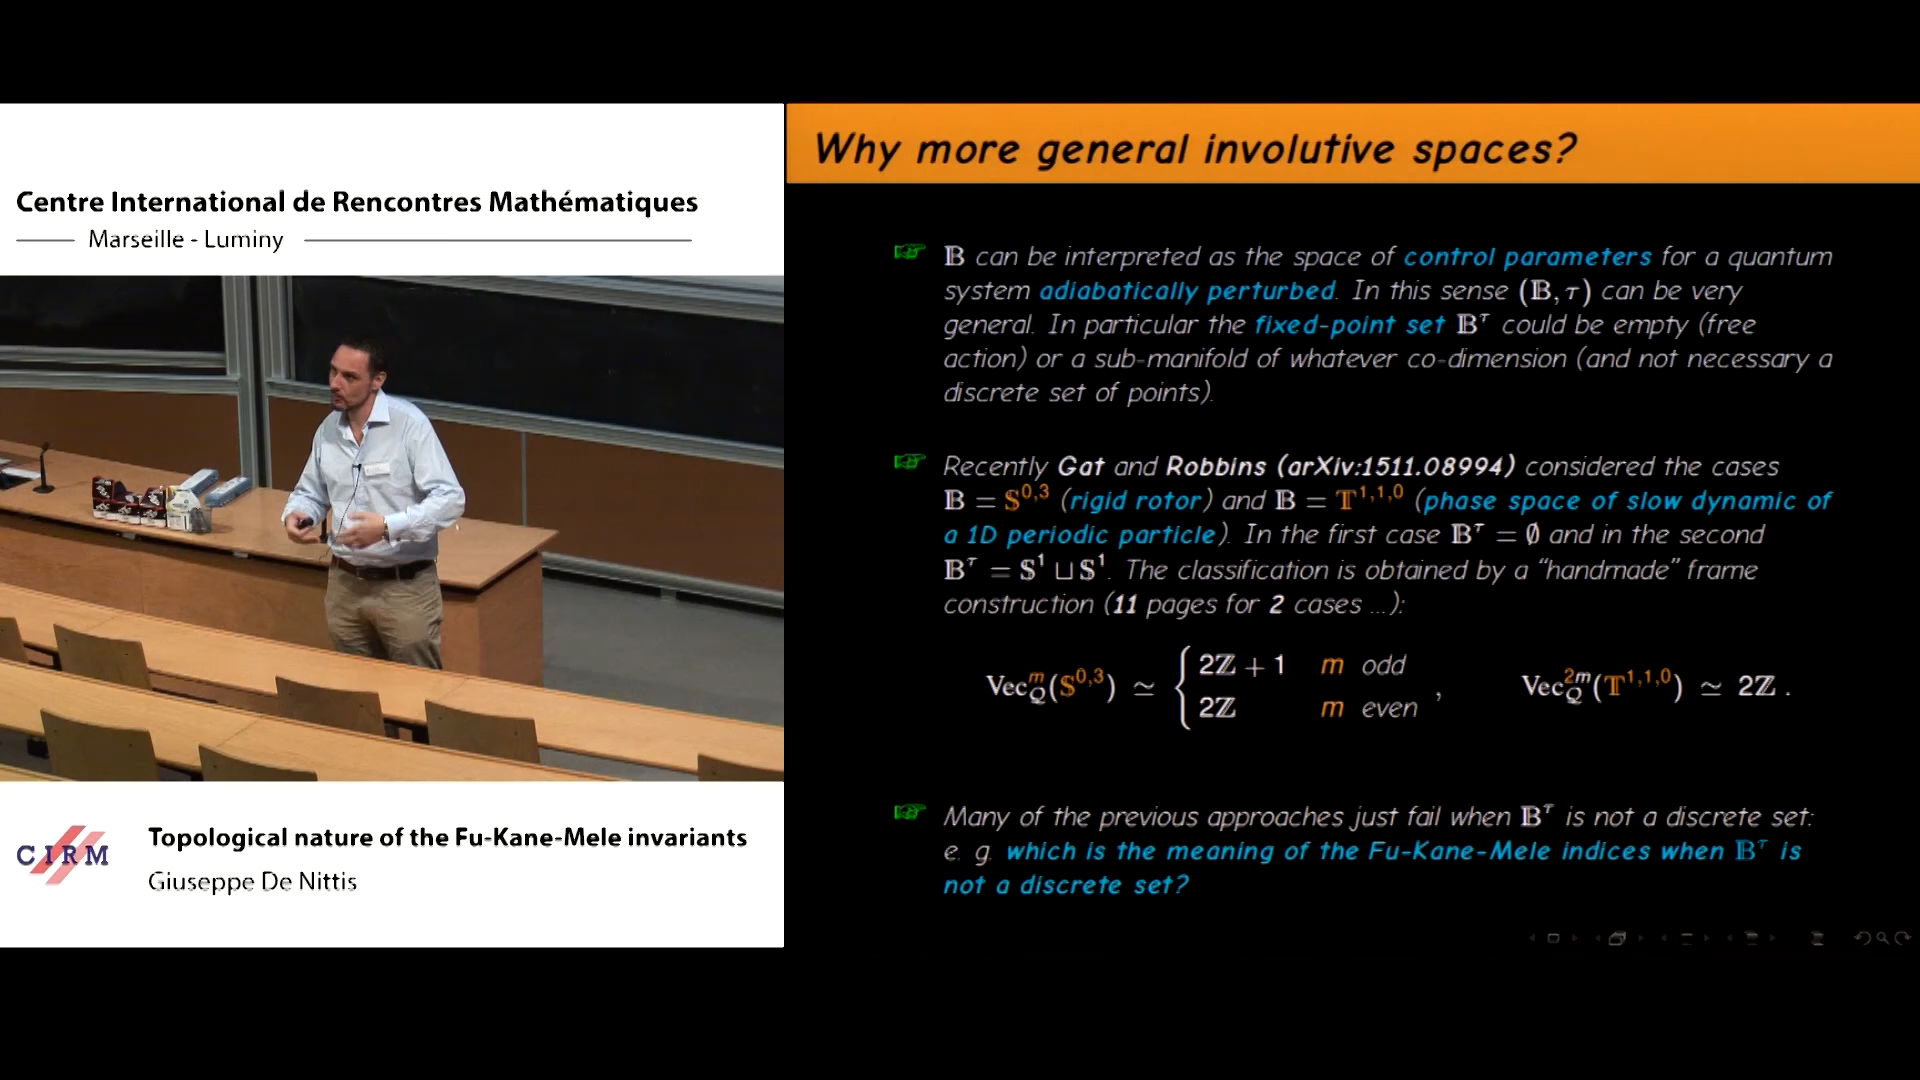 Centre International de Rencontres Mathématiques
Marseille - Luminy
CIRM
Topological nature of the Fu-Kane-Mele invariants
Giuseppe De Nittis
Why more general involutive spaces?
𝔹 can be interpreted as the space of control parameters for a quantum
system adiabatically perturbed. In this sense (𝔹, τ) can be very
general. In particular the fixed-point set 𝔹^τ could be empty (free
action) or a sub-manifold of whatever co-dimension (and not necessary a
discrete set of points).
Recently Gat and Robbins (arXiv:1511.08994) considered the cases
𝔹 = 𝕊^{0,3} (rigid rotor) and 𝔹 = 𝕋^{1,1,0} (phase space of slow dynamic of
a 1D periodic particle). In the first case 𝔹^τ = ∅ and in the second
𝔹^τ = 𝕊^1 ⊔ 𝕊^1. The classification is obtained by a “handmade” frame
construction (11 pages for 2 cases ...):
Vec_Q^m(𝕊^{0,3}) ≃ { 2ℤ + 1 m odd
2ℤ m even , Vec_Q^{2m}(𝕋^{1,1,0}) ≃ 2ℤ .
Many of the previous approaches just fail when 𝔹^τ is not a discrete set:
e. g. which is the meaning of the Fu-Kane-Mele indices when 𝔹^τ is
not a discrete set?